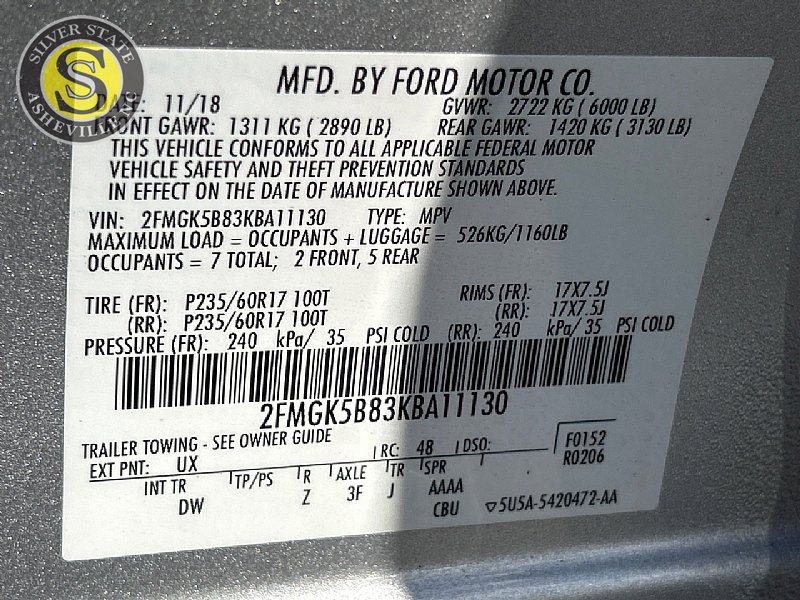 SILVER STATE
S
ASHEVILLE, NC
MFD. BY FORD MOTOR CO.
DATE: 11/18 GVWR: 2722 KG ( 6000 LB)
FRONT GAWR: 1311 KG ( 2890 LB) REAR GAWR: 1420 KG ( 3130 LB)
THIS VEHICLE CONFORMS TO ALL APPLICABLE FEDERAL MOTOR
VEHICLE SAFETY AND THEFT PREVENTION STANDARDS
IN EFFECT ON THE DATE OF MANUFACTURE SHOWN ABOVE.
VIN: 2FMGK5B83KBA11130 TYPE: MPV
MAXIMUM LOAD = OCCUPANTS + LUGGAGE = 526KG/1160LB
OCCUPANTS = 7 TOTAL; 2 FRONT, 5 REAR
TIRE (FR): P235/60R17 100T RIMS (FR): 17X7.5J
(RR): P235/60R17 100T (RR): 17X7.5J
PRESSURE (FR): 240 kPa/ 35 PSI COLD (RR): 240 kPa/ 35 PSI COLD
2FMGK5B83KBA11130
TRAILER TOWING - SEE OWNER GUIDE
EXT PNT: UX RC: 48 DSO: F0152
R0206
INT TR TP/PS R AXLE TR SPR
DW Z 3F J AAAA
CBU ▽5U5A-5420472-AA